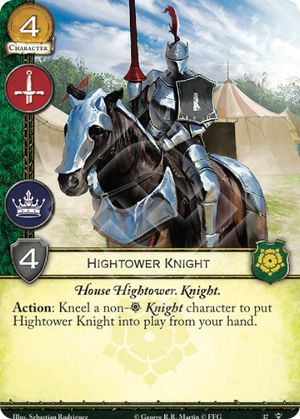 4
CHARACTER
4
HIGHTOWER KNIGHT
House Hightower. Knight.
Action: Kneel a non- Knight character to put
Hightower Knight into play from your hand.
Illus. Sebastian Rodriguez
© George R.R. Martin © FFG
37